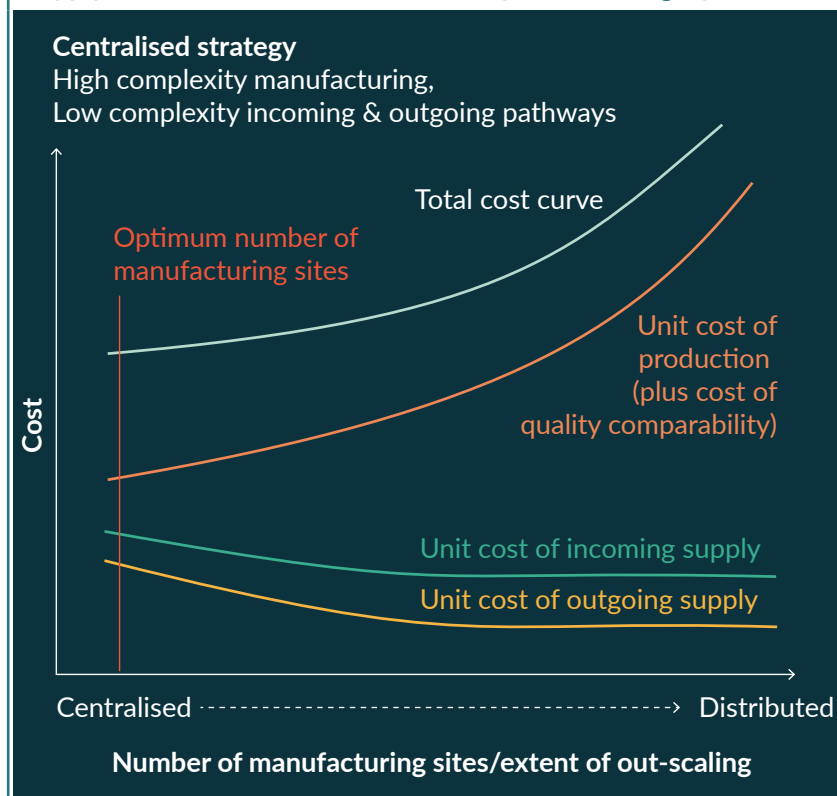 Centralised strategy
High complexity manufacturing,
Low complexity incoming & outgoing pathways
Total cost curve
Optimum number of
manufacturing sites
Unit cost of
production
(plus cost of
quality comparability)
Cost
Unit cost of incoming supply
Unit cost of outgoing supply
Centralised
Distributed
Number of manufacturing sites/extent of out-scaling